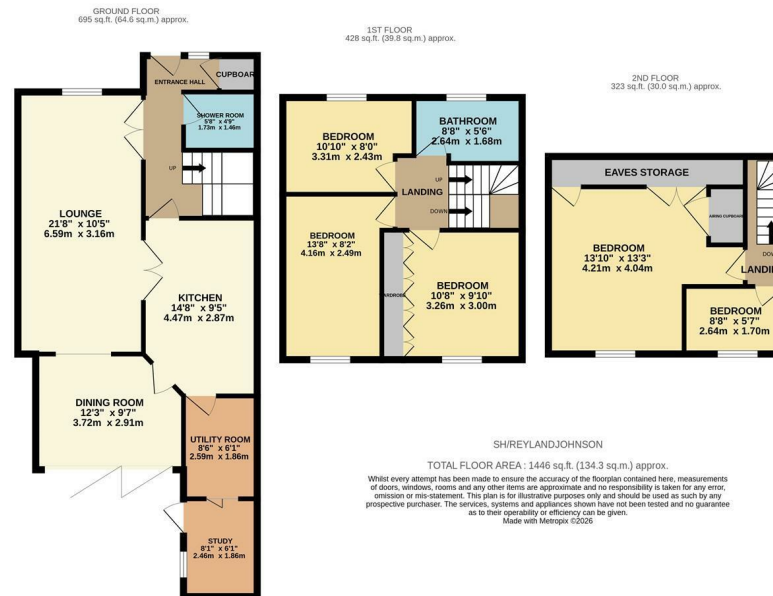 GROUND FLOOR
695 sq.ft. (64.6 sq.m.) approx.
ENTRANCE HALL
CUPBOAR
SHOWER ROOM
5'8" x 4'9"
1.73m x 1.46m
UP
LOUNGE
21'8" x 10'5"
6.59m x 3.16m
KITCHEN
14'8" x 9'5"
4.47m x 2.87m
DINING ROOM
12'3" x 9'7"
3.72m x 2.91m
UTILITY ROOM
8'6" x 6'1"
2.59m x 1.86m
STUDY
8'1" x 6'1"
2.46m x 1.86m
1ST FLOOR
428 sq.ft. (39.8 sq.m.) approx.
BEDROOM
10'10" x 8'0"
3.31m x 2.43m
BATHROOM
8'8" x 5'6"
2.64m x 1.68m
UP
LANDING
DOWN
BEDROOM
13'8" x 8'2"
4.16m x 2.49m
BEDROOM
10'8" x 9'10"
3.26m x 3.00m
2ND FLOOR
323 sq.ft. (30.0 sq.m.) approx.
EAVES STORAGE
BEDROOM
13'10" x 13'3"
4.21m x 4.04m
BEDROOM
8'8" x 5'7"
2.64m x 1.70m
SH/REYLANDJOHNSON
TOTAL FLOOR AREA : 1446 sq.ft. (134.3 sq.m.) approx.
Whilst every attempt has been made to ensure the accuracy of the floorplan contained here, measurements
of doors, windows, rooms and any other items are approximate and no responsibility is taken for any error,
omission or mis-statement. This plan is for illustrative purposes only and should be used as such by any
prospective purchaser. The services, systems and appliances shown have not been tested and no guarantee
as to their operability or efficiency can be given.
Made with Metropix ©2026